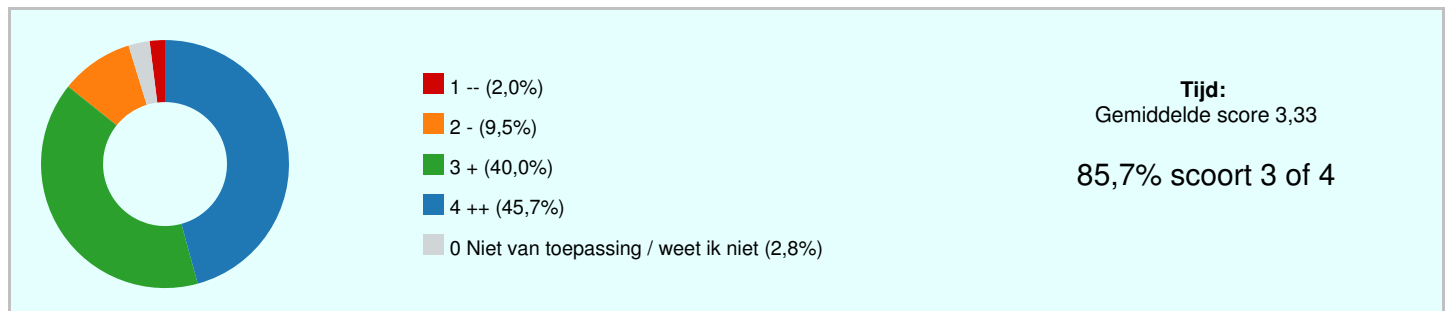 1 -- (2,0%)
2 - (9,5%)
3 + (40,0%)
4 ++ (45,7%)
0 Niet van toepassing / weet ik niet (2,8%)
Tijd:
Gemiddelde score 3,33
85,7% scoort 3 of 4